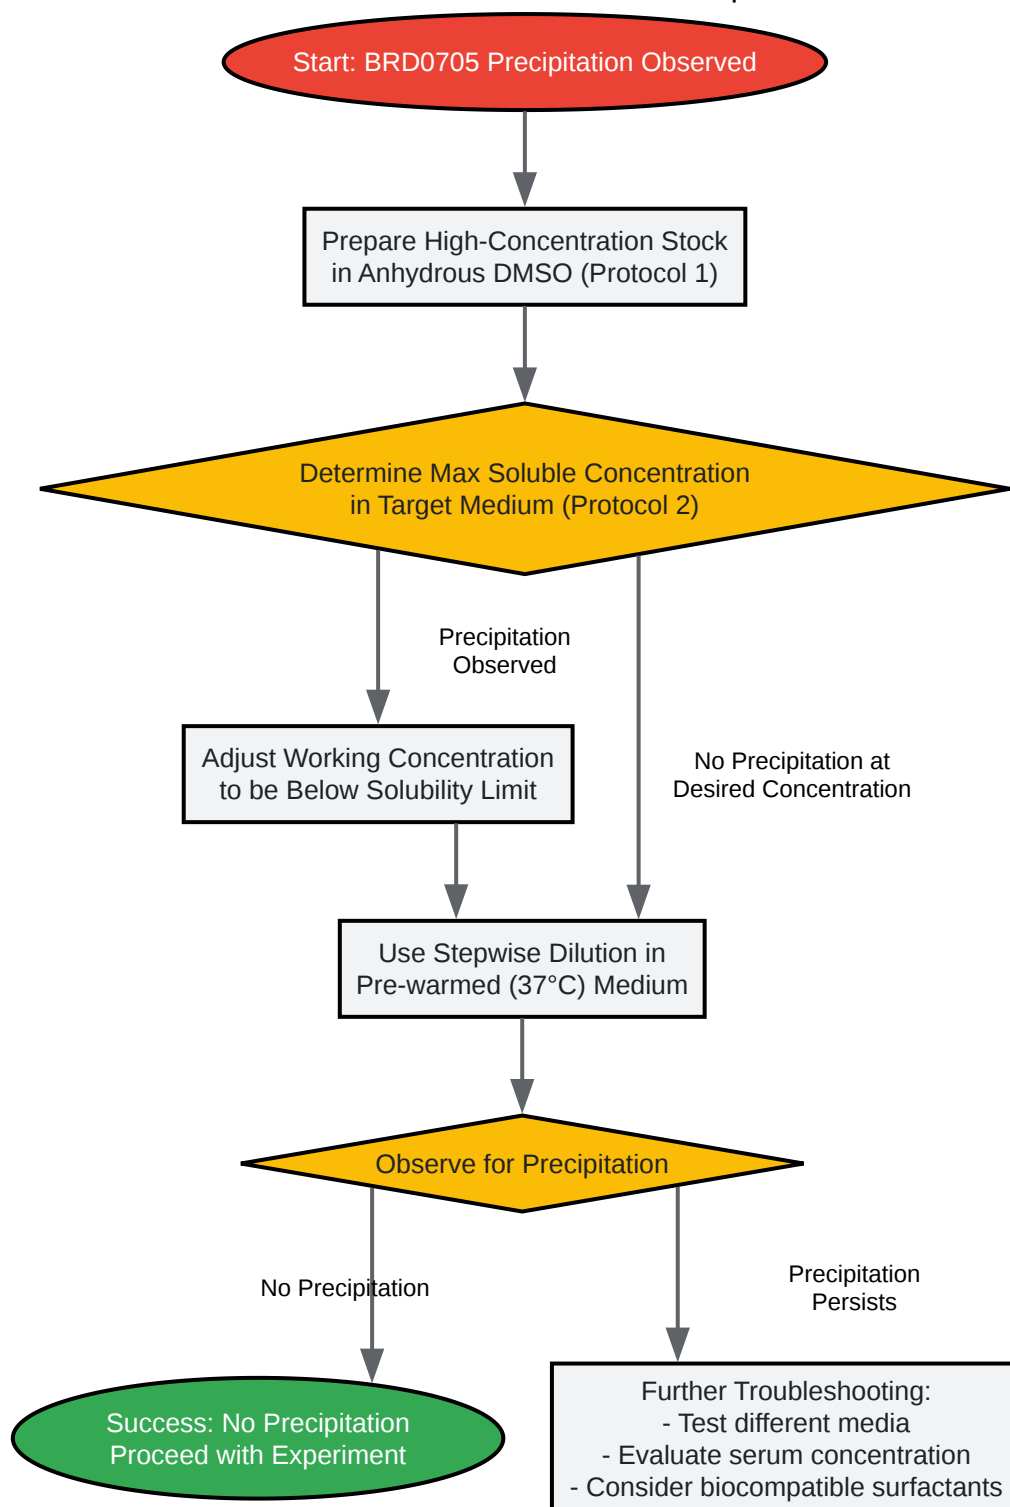 Start: BRD0705 Precipitation Observed
Prepare High-Concentration Stock
in Anhydrous DMSO (Protocol 1)
Determine Max Soluble Concentration
in Target Medium (Protocol 2)
Precipitation
Observed
Adjust Working Concentration
to be Below Solubility Limit
No Precipitation at
Desired Concentration
Use Stepwise Dilution in
Pre-warmed (37°C) Medium
Observe for Precipitation
No Precipitation
Precipitation
Persists
Success: No Precipitation
Proceed with Experiment
Further Troubleshooting:
- Test different media
- Evaluate serum concentration
- Consider biocompatible surfactants